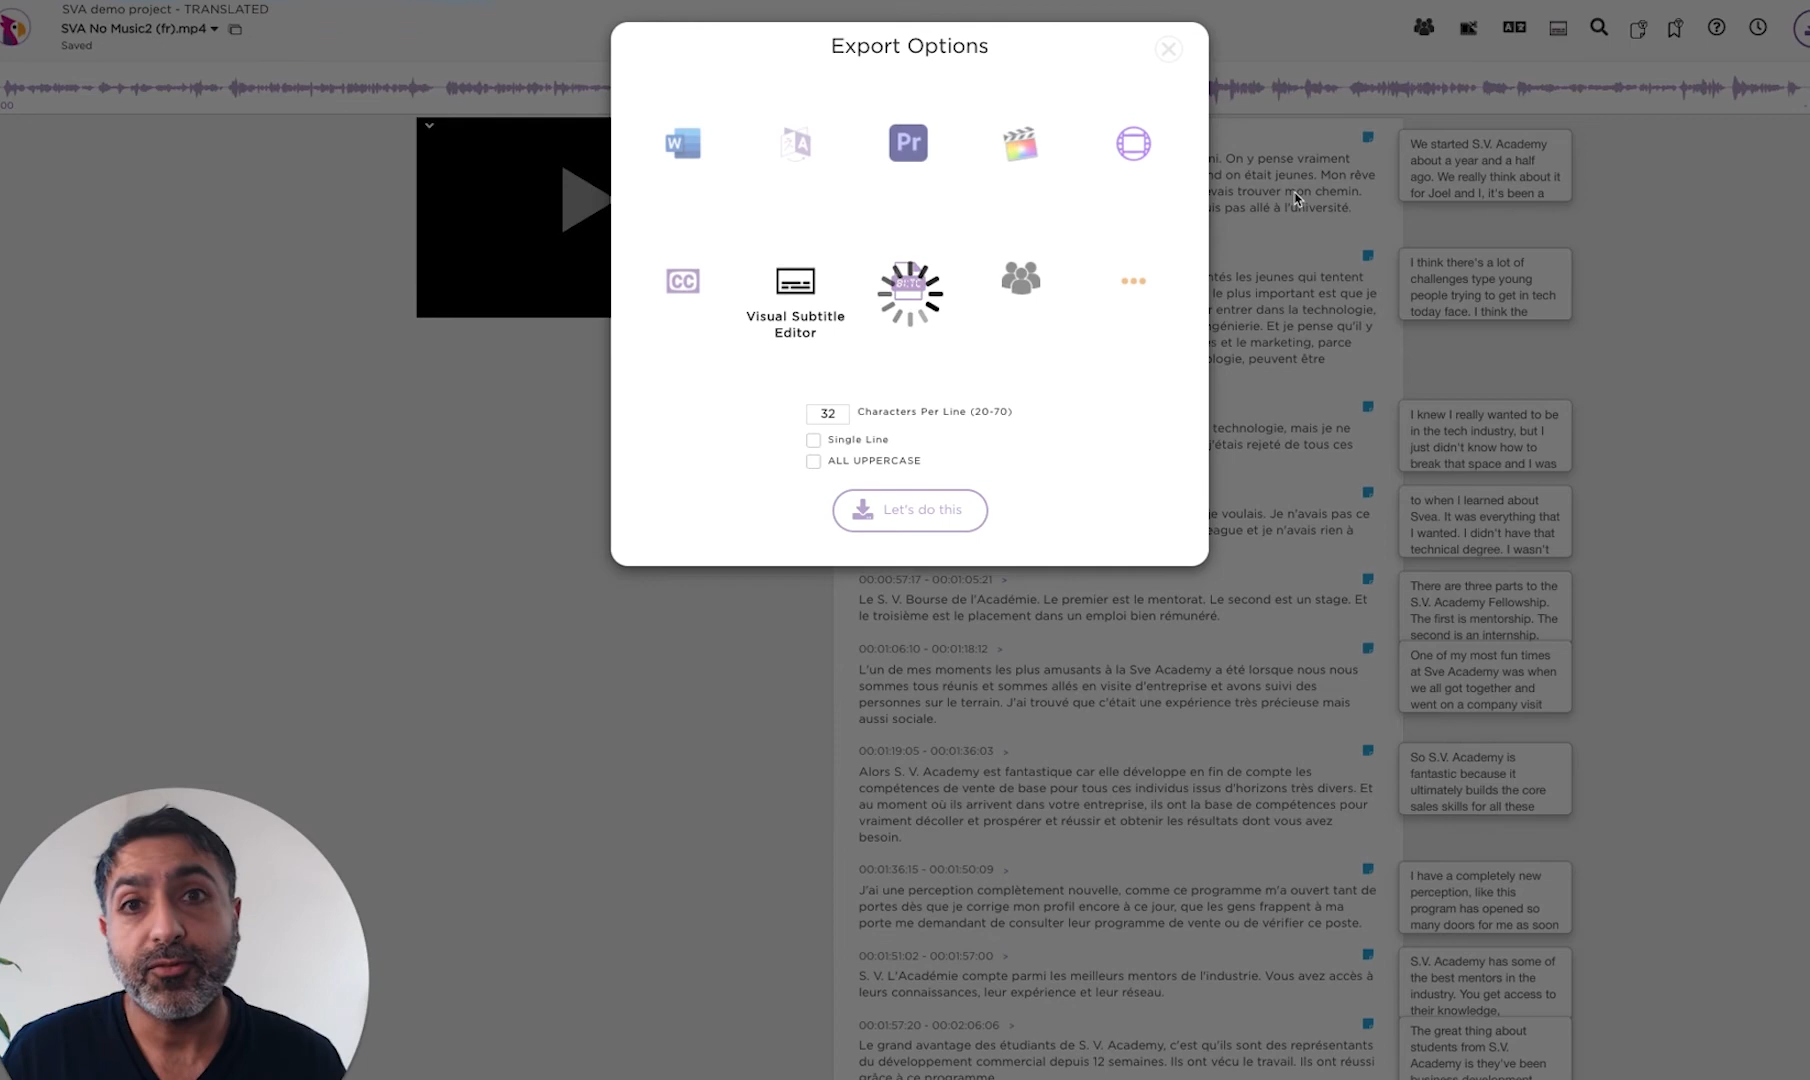 SVA demo project - TRANSLATED
SVA No Music2 (fr).mp4
Saved
00
Export Options
W
A
Pr
CC
BITC
Visual Subtitle
Editor
32 Characters Per Line (20-70)
Single Line
ALL UPPERCASE
Let's do this
ni. On y pense vraiment
nd on était jeunes. Mon rêve
vais trouver mon chemin.
is pas allé à l'université.
ntés les jeunes qui tentent
le plus important est que je
r entrer dans la technologie,
génierie. Et je pense qu'il y
s et le marketing, parce
ologie, peuvent être
technologie, mais je ne
j'étais rejeté de tous ces
je voulais. Je n'avais pas ce
eague et je n'avais rien à
00:00:57:17 - 00:01:05:21 >
Le S. V. Bourse de l'Académie. Le premier est le mentorat. Le second est un stage. Et
le troisième est le placement dans un emploi bien rémunéré.
00:01:06:10 - 00:01:18:12 >
L'un de mes moments les plus amusants à la Sve Academy a été lorsque nous nous
sommes tous réunis et sommes allés en visite d'entreprise et avons suivi des
personnes sur le terrain. J'ai trouvé que c'était une expérience très précieuse mais
aussi sociale.
00:01:19:05 - 00:01:36:03 >
Alors S. V. Academy est fantastique car elle développe en fin de compte les
compétences de vente de base pour tous ces individus issus d'horizons très divers. Et
au moment où ils arrivent dans votre entreprise, ils ont la base de compétences pour
vraiment décoller et prospérer et réussir et obtenir les résultats dont vous avez
besoin.
00:01:36:15 - 00:01:50:09 >
J'ai une perception complètement nouvelle, comme ce programme m'a ouvert tant de
portes dès que je corrige mon profil encore à ce jour, que les gens frappent à ma
porte me demandant de consulter leur programme de vente ou de vérifier ce poste.
00:01:51:02 - 00:01:57:00 >
S. V. L'Académie compte parmi les meilleurs mentors de l'industrie. Vous avez accès à
leurs connaissances, leur expérience et leur réseau.
00:01:57:20 - 00:02:06:06 >
Le grand avantage des étudiants de S. V. Academy, c'est qu'ils sont des représentants
du développement commercial depuis 12 semaines. Ils ont vécu le travail. Ils ont réussi
grâce à ce programme.
We started S.V. Academy
about a year and a half
ago. We really think about it
for Joel and I, it's been a
I think there's a lot of
challenges type young
people trying to get in tech
today face. I think the
I knew I really wanted to be
in the tech industry, but I
just didn't know how to
break that space and I was
to when I learned about
Svea. It was everything that
I wanted. I didn't have that
technical degree. I wasn't
There are three parts to the
S.V. Academy Fellowship.
The first is mentorship. The
second is an internship.
One of my most fun times
at Sve Academy was when
we all got together and
went on a company visit
So S.V. Academy is
fantastic because it
ultimately builds the core
sales skills for all these
I have a completely new
perception, like this
program has opened so
many doors for me as soon
S.V. Academy has some of
the best mentors in the
industry. You get access to
their knowledge,
The great thing about
students from S.V.
Academy is they've been
business development